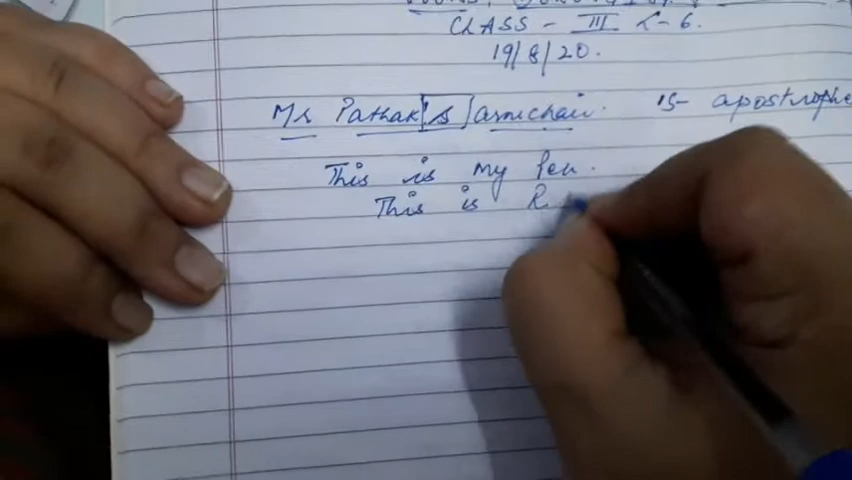 CLASS - III L-6.
19/8/20.
Mr Pathak's Armchair. 's- apostrophe
This is my Pen.
This is R